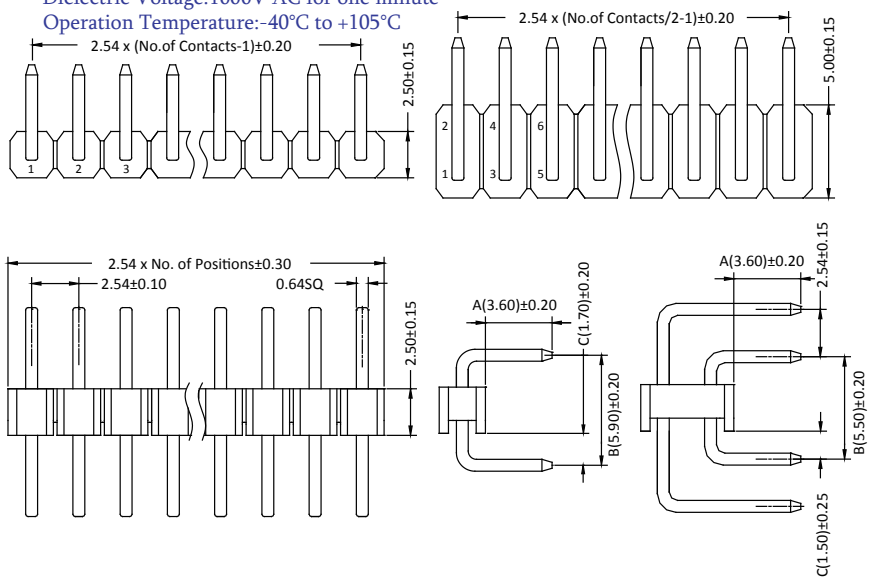 Dielectric Voltage:1000V AC for one minute
Operation Temperature:-40°C to +105°C
2.54 x (No.of Contacts-1)±0.20
2.50±0.15
1 2 3
2.54 x (No.of Contacts/2-1)±0.20
5.00±0.15
2 4 6
1 3 5
2.54 x No. of Positions±0.30
2.54±0.10
0.64SQ
2.50±0.15
A(3.60)±0.20
C(1.70)±0.20
B(5.90)±0.20
A(3.60)±0.20
2.54±0.15
B(5.50)±0.20
C(1.50)±0.25